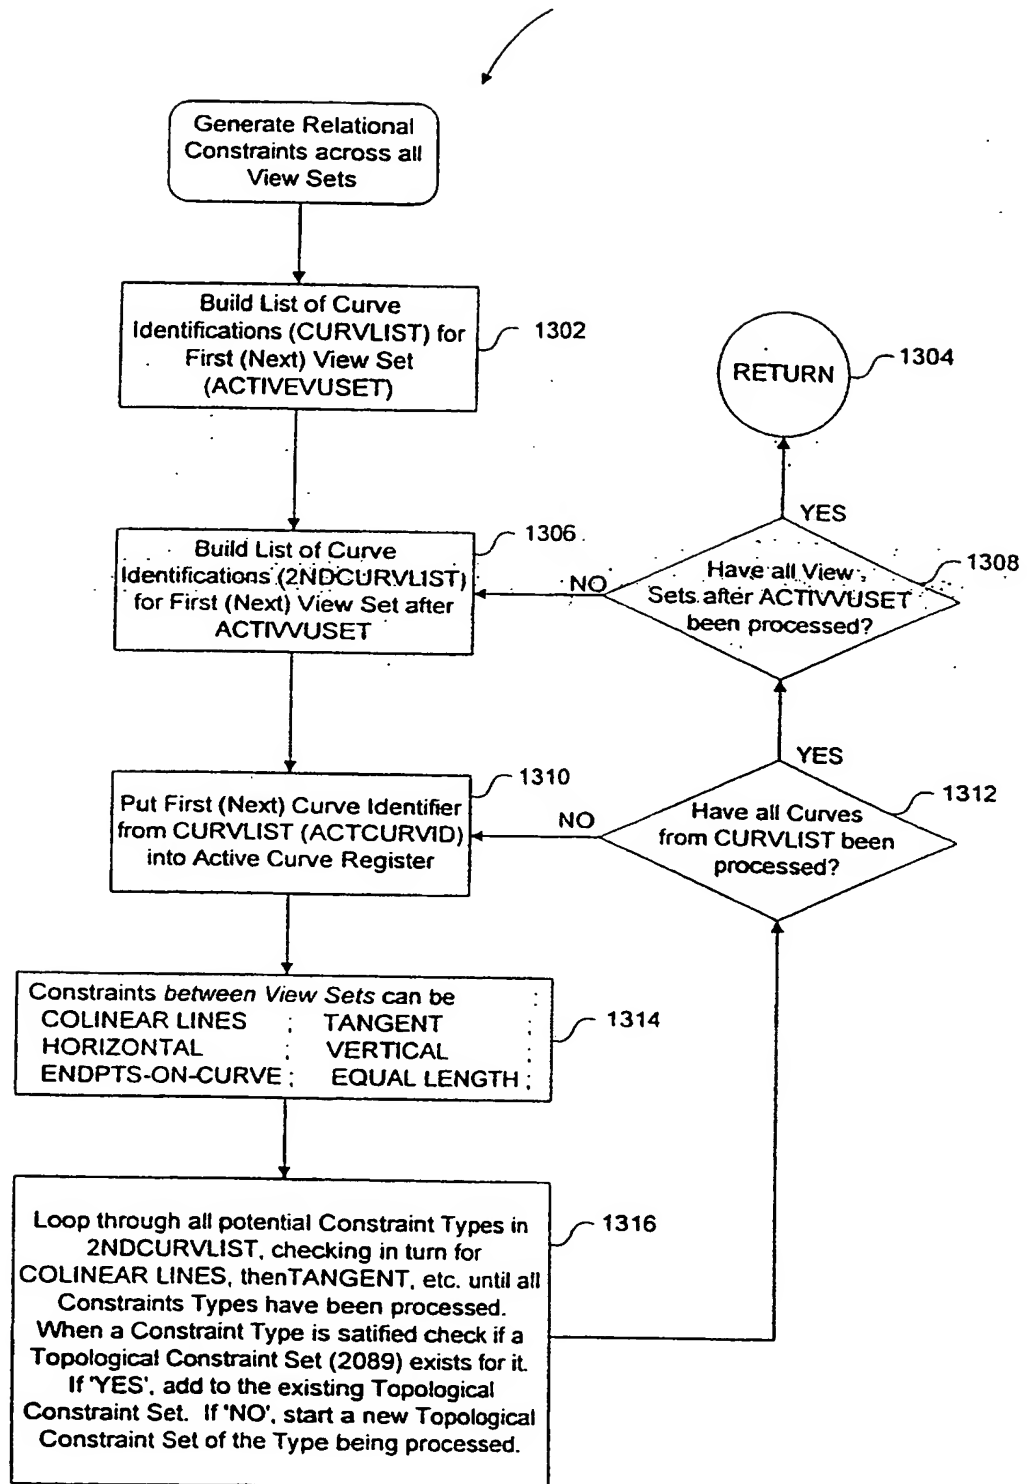 Generate Relational
Constraints across all
View Sets
Build List of Curve
Identifications (CURVLIST) for
First (Next) View Set
(ACTIVEVUSET)
1302
RETURN
1304
Build List of Curve
Identifications (2NDCURVLIST)
for First (Next) View Set after
ACTIVVUSET
1306
NO
YES
Have all View
Sets after ACTIVVUSET
been processed?
1308
Put First (Next) Curve Identifier
from CURVLIST (ACTCURVID)
into Active Curve Register
1310
NO
YES
Have all Curves
from CURVLIST been
processed?
1312
Constraints between View Sets can be
COLINEAR LINES ; TANGENT ;
HORIZONTAL ; VERTICAL ;
ENDPTS-ON-CURVE ; EQUAL LENGTH ;
1314
Loop through all potential Constraint Types in
2NDCURVLIST, checking in turn for
COLINEAR LINES, thenTANGENT, etc. until all
Constraints Types have been processed.
When a Constraint Type is satified check if a
Topological Constraint Set (2089) exists for it.
If 'YES', add to the existing Topological
Constraint Set. If 'NO', start a new Topological
Constraint Set of the Type being processed.
1316